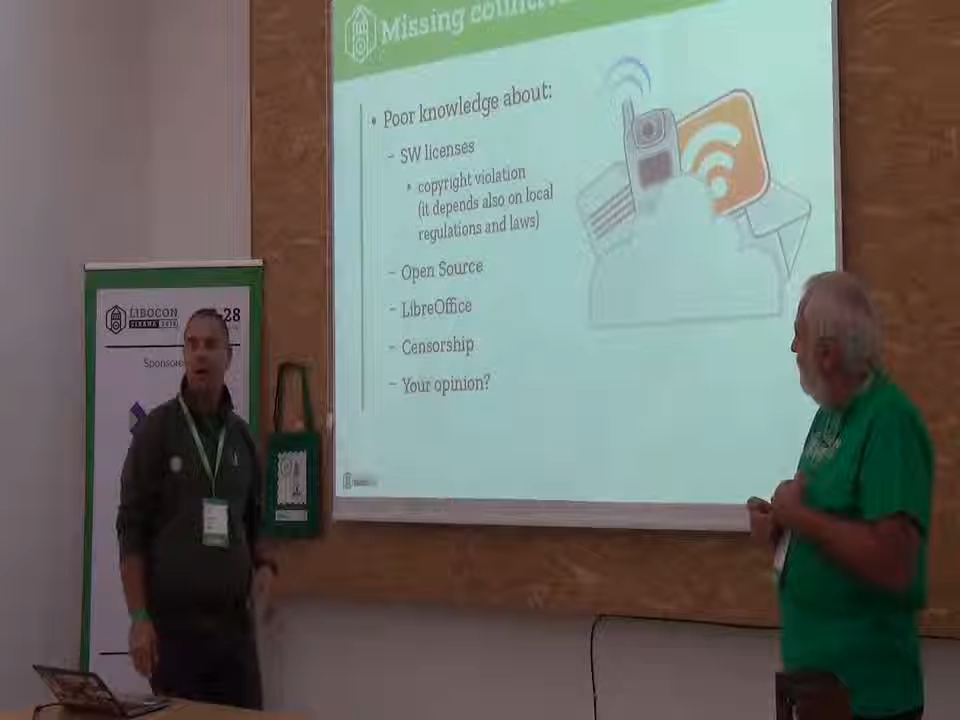 Missing
• Poor knowledge about:
– SW licenses
• copyright violation
(it depends also on local
regulations and laws)
– Open Source
– LibreOffice
– Censorship
– Your opinion?
LIBOCON
TIRANA 2018
-28
Sponsore